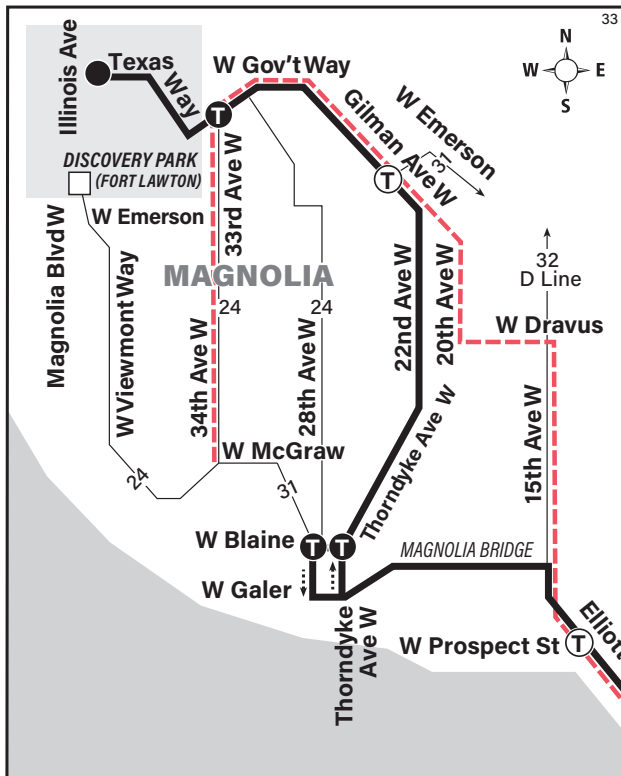 33
N
W
E
S
Illinois Ave
Texas
Way
W Gov't Way
T
Gilman Ave W
W Emerson
31
T
DISCOVERY PARK
(FORT LAWTON)
W Emerson
33rd Ave W
MAGNOLIA
Magnolia Blvd W
W Viewmont Way
24
24
34th Ave W
28th Ave W
22nd Ave W
20th Ave W
32
D Line
W Dravus
15th Ave W
W McGraw
24
31
Thorndyke Ave W
W Blaine
T
T
MAGNOLIA BRIDGE
W Galer
Thorndyke
Ave W
W Prospect St
T
Elliott